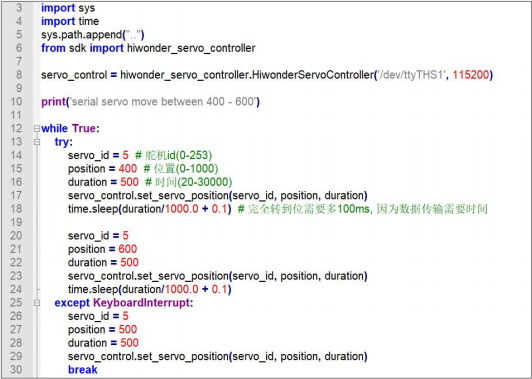 3 import sys
4 import time
5 sys.path.append("..")
6 from sdk import hiwonder_servo_controller
7
8 servo_control = hiwonder_servo_controller.HiwonderServoController('/dev/ttyTHS1', 115200)
9
10 print('serial servo move between 400 - 600')
11
12 while True:
13     try:
14         servo_id = 5  # 舵机id(0-253)
15         position = 400  # 位置(0-1000)
16         duration = 500  # 时间(20-30000)
17         servo_control.set_servo_position(servo_id, position, duration)
18         time.sleep(duration/1000.0 + 0.1)  # 完全转到位需要多100ms, 因为数据传输需要时间
19
20         servo_id = 5
21         position = 600
22         duration = 500
23         servo_control.set_servo_position(servo_id, position, duration)
24         time.sleep(duration/1000.0 + 0.1)
25     except KeyboardInterrupt:
26         servo_id = 5
27         position = 500
28         duration = 500
29         servo_control.set_servo_position(servo_id, position, duration)
30         break